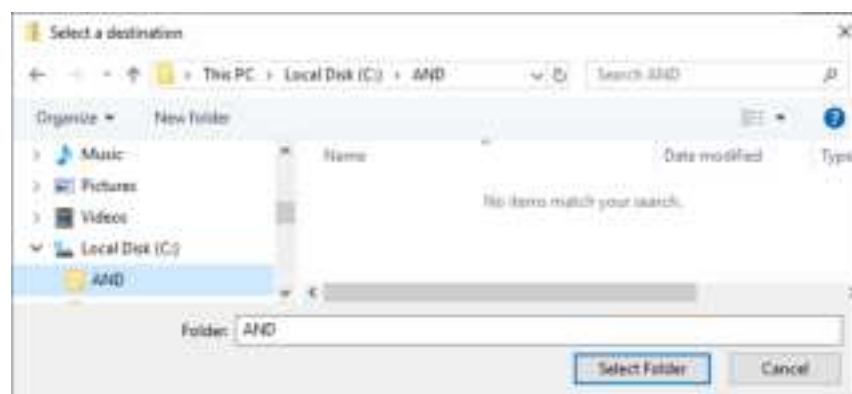 Select a destination
This PC › Local Disk (C:) › AND
Search AND
Organize
New folder
Music
Pictures
Videos
Local Disk (C:)
AND
Name
Date modified
Type
No items match your search.
Folder: AND
Select Folder
Cancel